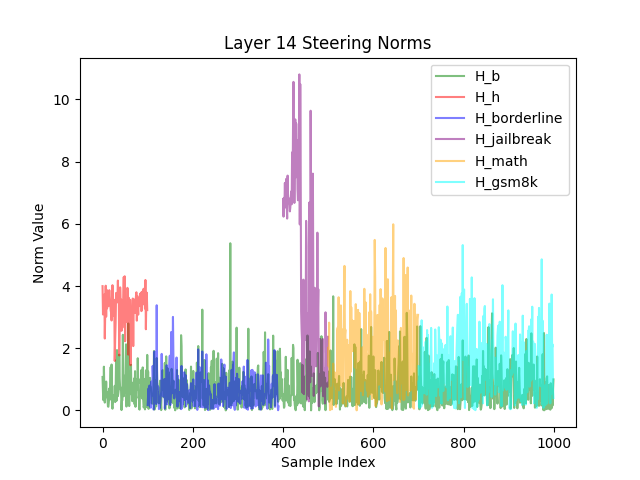 Layer 14 Steering Norms
Norm Value
10
8
6
4
2
0
0 200 400 600 800 1000
Sample Index
H_b
H_h
H_borderline
H_jailbreak
H_math
H_gsm8k